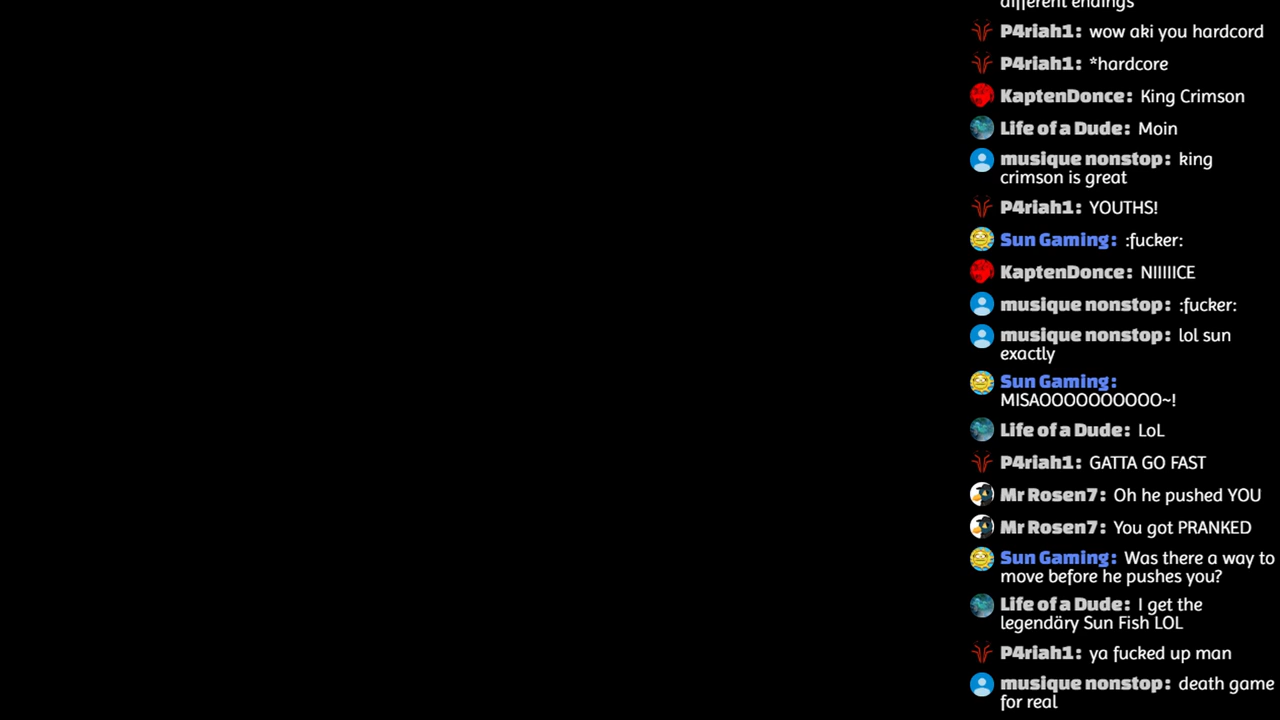 different endings
P4riah1: wow aki you hardcord
P4riah1: *hardcore
KaptenDonce: King Crimson
Life of a Dude: Moin
musique nonstop: king
crimson is great
P4riah1: YOUTHS!
Sun Gaming: :fucker:
KaptenDonce: NIIIIICE
musique nonstop: :fucker:
musique nonstop: lol sun
exactly
Sun Gaming:
MISAOOOOOOOOOO~!
Life of a Dude: LoL
P4riah1: GATTA GO FAST
Mr Rosen7: Oh he pushed YOU
Mr Rosen7: You got PRANKED
Sun Gaming: Was there a way to
move before he pushes you?
Life of a Dude: I get the
legendäry Sun Fish LOL
P4riah1: ya fucked up man
musique nonstop: death game
for real